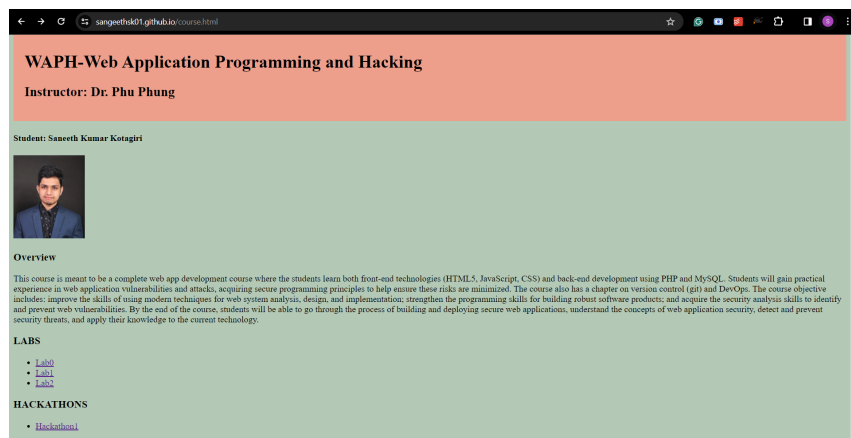 sangeethsk01.github.io/course.html
S
WAPH-Web Application Programming and Hacking
Instructor: Dr. Phu Phung
Student: Saneeth Kumar Kotagiri
Overview
This course is meant to be a complete web app development course where the students learn both front-end technologies (HTML5, JavaScript, CSS) and back-end development using PHP and MySQL. Students will gain practical
experience in web application vulnerabilities and attacks, acquiring secure programming principles to help ensure these risks are minimized. The course also has a chapter on version control (git) and DevOps. The course objective
includes: improve the skills of using modern techniques for web system analysis, design, and implementation; strengthen the programming skills for building robust software products; and acquire the security analysis skills to identify
and prevent web vulnerabilities. By the end of the course, students will be able to go through the process of building and deploying secure web applications, understand the concepts of web application security, detect and prevent
security threats, and apply their knowledge to the current technology.
LABS
Lab0
Lab1
Lab2
HACKATHONS
Hackathon1